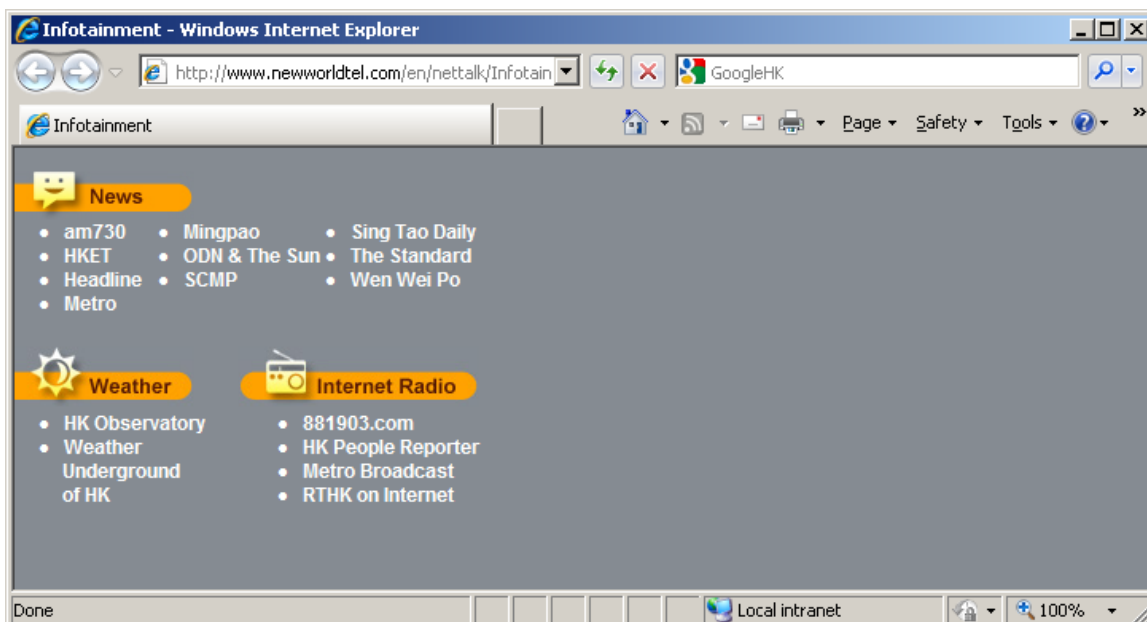 Infotainment - Windows Internet Explorer
http://www.newworldtel.com/en/nettalk/Infotain
GoogleHK
Infotainment
Page
Safety
Tools
»
News
• am730
• HKET
• Headline
• Metro
• Mingpao
• ODN & The Sun
• SCMP
• Sing Tao Daily
• The Standard
• Wen Wei Po
Weather
• HK Observatory
• Weather
Underground
of HK
Internet Radio
• 881903.com
• HK People Reporter
• Metro Broadcast
• RTHK on Internet
Done
Local intranet
100%